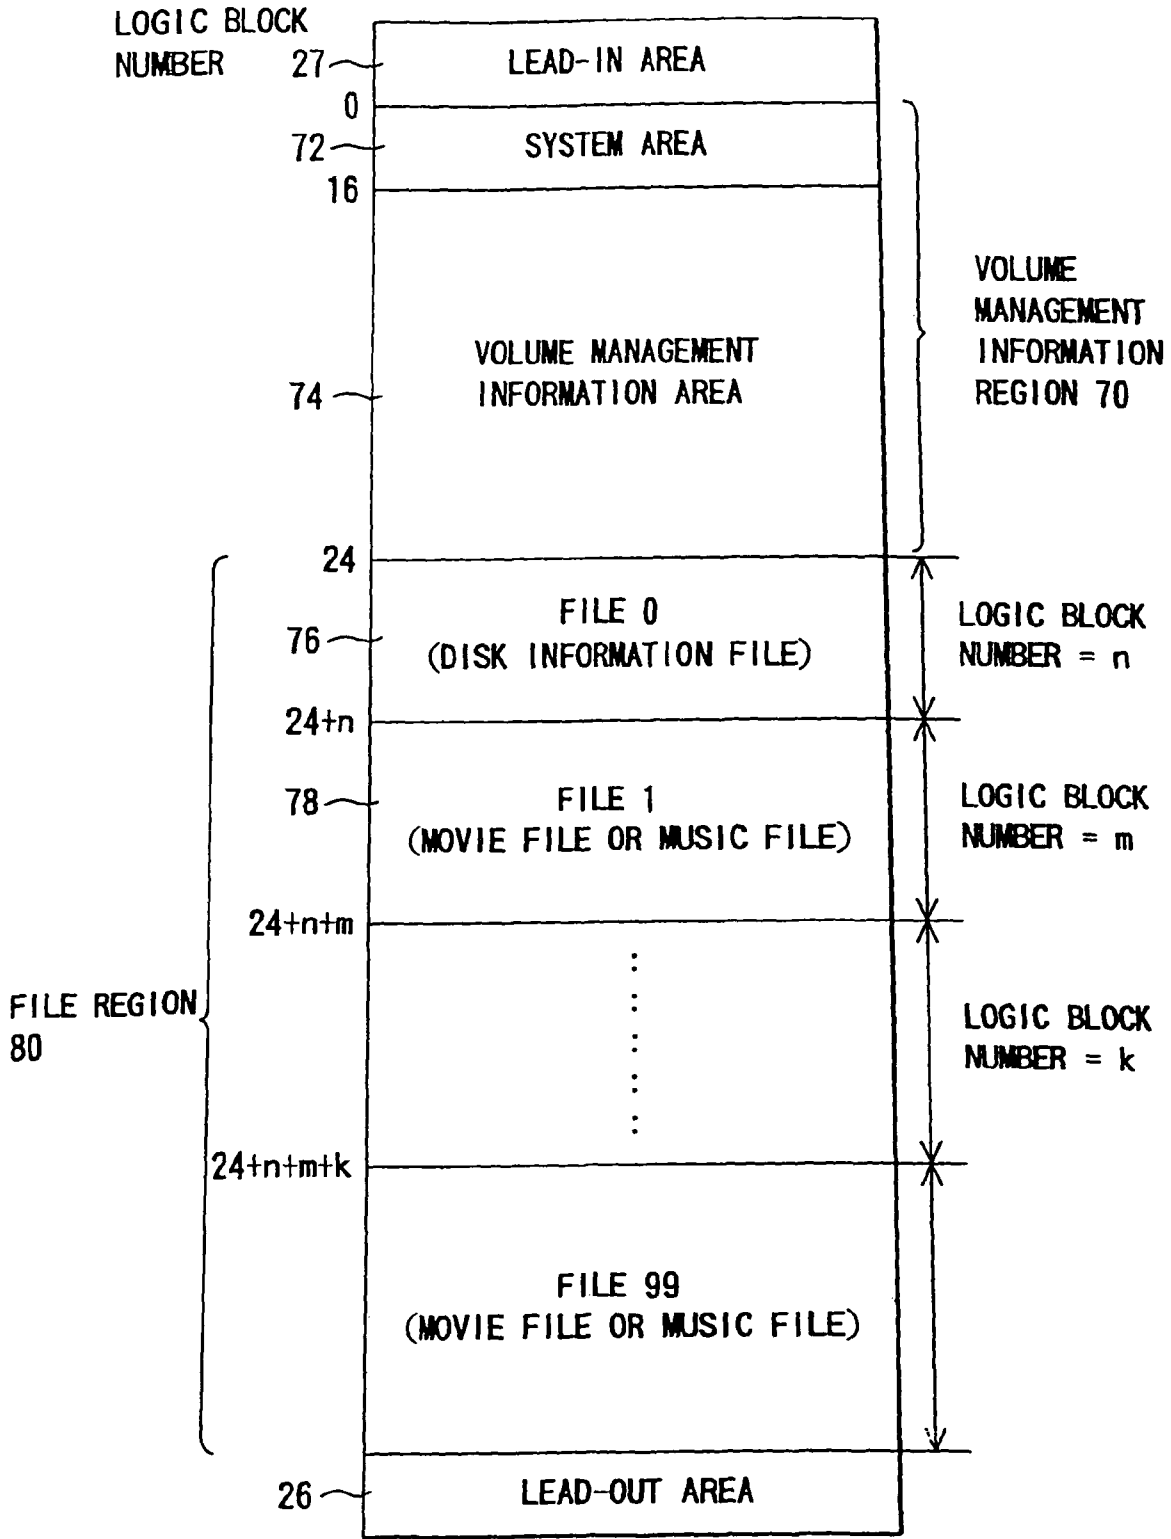 LOGIC BLOCK
NUMBER
27
LEAD-IN AREA
0
72
SYSTEM AREA
16
VOLUME
MANAGEMENT
INFORMATION
REGION 70
VOLUME MANAGEMENT
INFORMATION AREA
74
24
FILE 0
(DISK INFORMATION FILE)
76
LOGIC BLOCK
NUMBER = n
24+n
78
FILE 1
(MOVIE FILE OR MUSIC FILE)
LOGIC BLOCK
NUMBER = m
24+n+m
FILE REGION
80
LOGIC BLOCK
NUMBER = k
24+n+m+k
FILE 99
(MOVIE FILE OR MUSIC FILE)
26
LEAD-OUT AREA